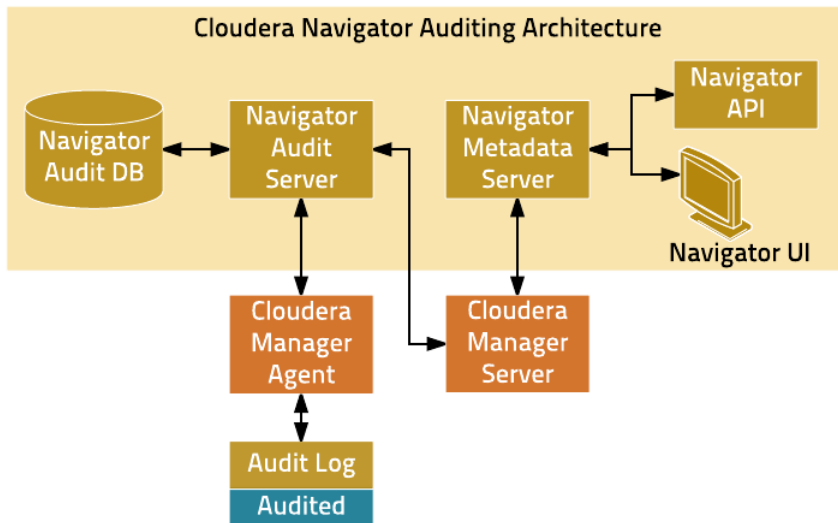 Cloudera Navigator Auditing Architecture
Navigator
Audit DB
Navigator
Audit
Server
Navigator
Metadata
Server
Navigator
API
Navigator UI
Cloudera
Manager
Agent
Cloudera
Manager
Server
Audit Log
Audited